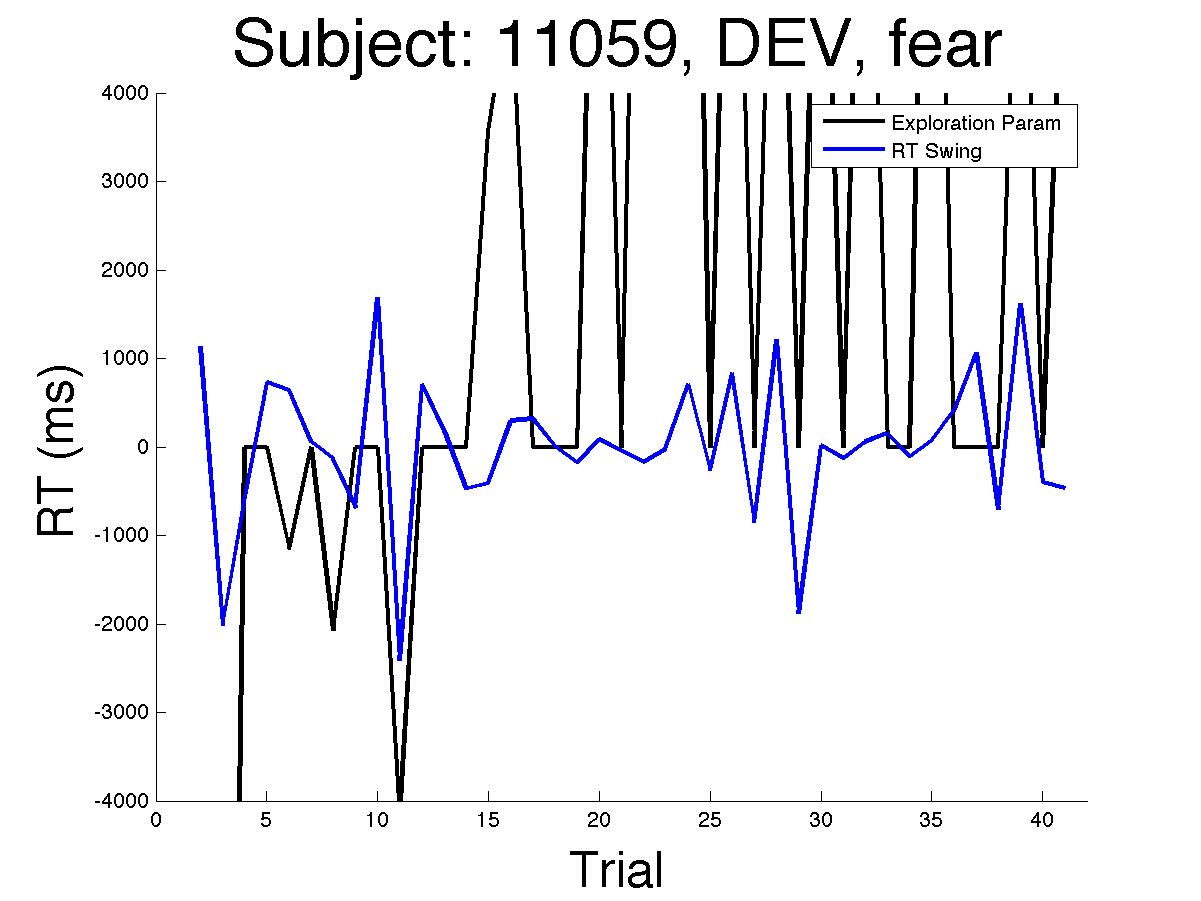 Subject: 11059, DEV, fear
4000
3000
2000
1000
0
-1000
-2000
-3000
-4000
RT (ms)
Exploration Param
RT Swing
0 5 10 15 20 25 30 35 40
Trial